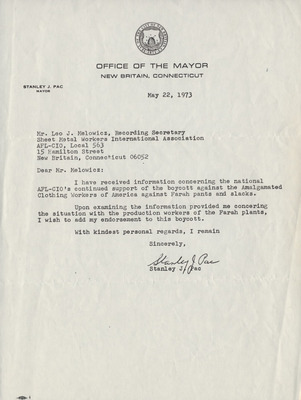 OFFICE OF THE MAYOR
NEW BRITAIN, CONNECTICUT
STANLEY J. PAC
MAYOR
May 22, 1973
Mr. Leo J. Melowicz, Recording Secretary
Sheet Metal Workers International Association
AFL-CIO, Local 563
15 Hamilton Street
New Britain, Connecticut 06052
Dear Mr. Melowicz:
I have received information concerning the national
AFL-CIO's continued support of the boycott against the Amalgamated
Clothing Workers of America against Farah pants and slacks.
Upon examining the information provided me concering
the situation with the production workers of the Farah plants,
I wish to add my endorsement to this boycott.
With kindest personal regards, I remain
Sincerely,
Stanley J. Pac
Stanley J. Pac